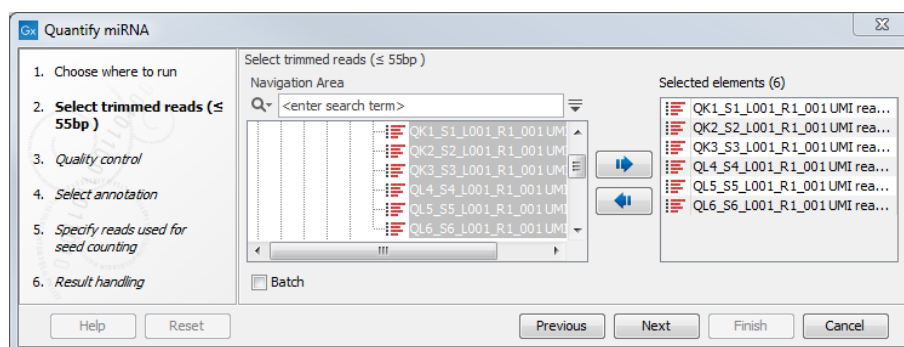 Gx Quantify miRNA
1. Choose where to run
2. Select trimmed reads (≤
55bp )
3. Quality control
4. Select annotation
5. Specify reads used for
seed counting
6. Result handling
Select trimmed reads (≤ 55bp )
Navigation Area
<enter search term>
QK1_S1_L001_R1_001 UMI
QK2_S2_L001_R1_001 UMI
QK3_S3_L001_R1_001 UMI
QL4_S4_L001_R1_001 UMI
QL5_S5_L001_R1_001 UMI
QL6_S6_L001_R1_001 UMI
Batch
Selected elements (6)
QK1_S1_L001_R1_001 UMI rea...
QK2_S2_L001_R1_001 UMI rea...
QK3_S3_L001_R1_001 UMI rea...
QL4_S4_L001_R1_001 UMI rea...
QL5_S5_L001_R1_001 UMI rea...
QL6_S6_L001_R1_001 UMI rea...
Help Reset Previous Next Finish Cancel